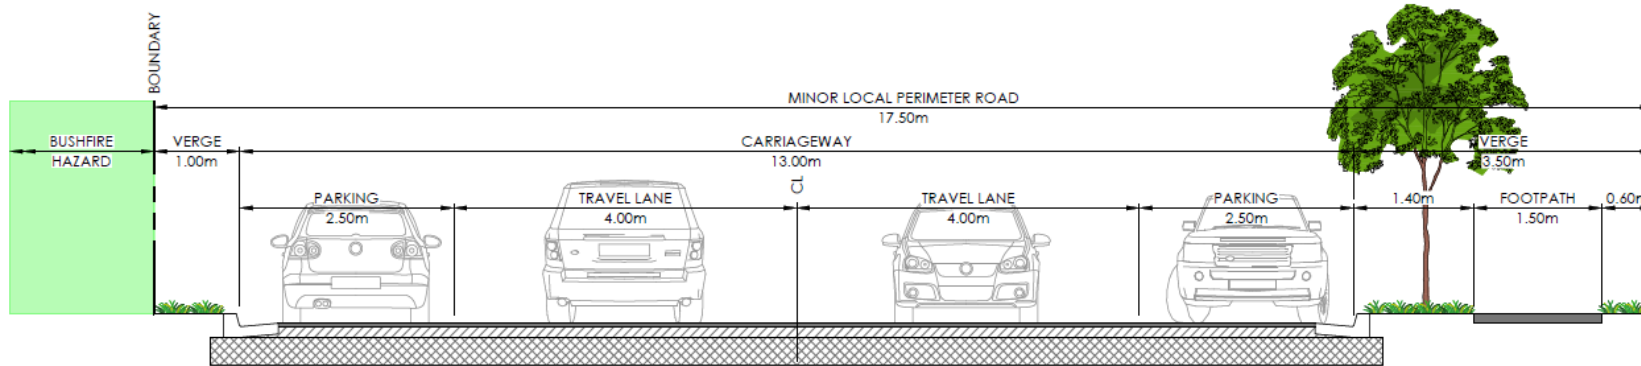 BOUNDARY
MINOR LOCAL PERIMETER ROAD
17.50m
BUSHFIRE
HAZARD
VERGE
1.00m
CARRIAGEWAY
13.00m
VERGE
3.50m
CL
PARKING
2.50m
TRAVEL LANE
4.00m
TRAVEL LANE
4.00m
PARKING
2.50m
1.40m
FOOTPATH
1.50m
0.60m